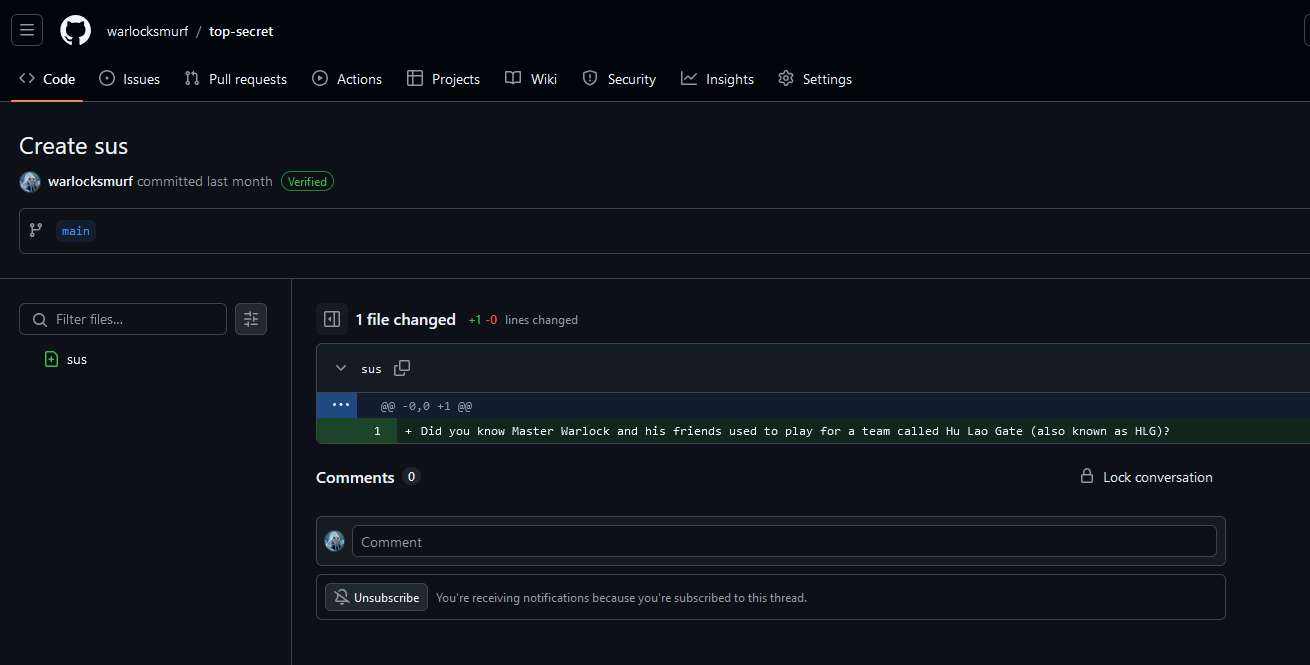 warlocksmurf / top-secret
Code Issues Pull requests Actions Projects Wiki Security Insights Settings
Create sus
warlocksmurf committed last month Verified
main
Filter files...
sus
1 file changed +1 -0 lines changed
sus
@@ -0,0 +1 @@
1 + Did you know Master Warlock and his friends used to play for a team called Hu Lao Gate (also known as HLG)?
Comments 0
Lock conversation
Comment
Unsubscribe You're receiving notifications because you're subscribed to this thread.